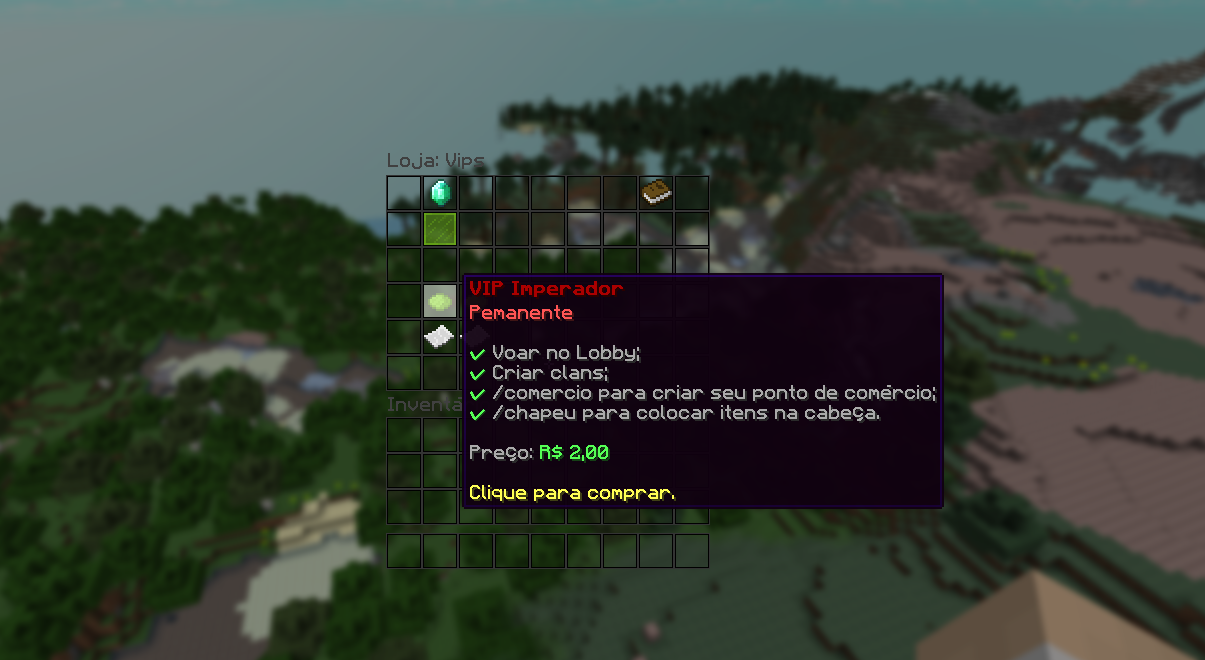 Loja: Vips
VIP Imperador
Pemanente
✓ Voar no Lobby;
✓ Criar clans;
✓ /comercio para criar seu ponto de comércio;
✓ /chapeu para colocar itens na cabeça.
Inventá
Preço: R$ 2,00
Clique para comprar.